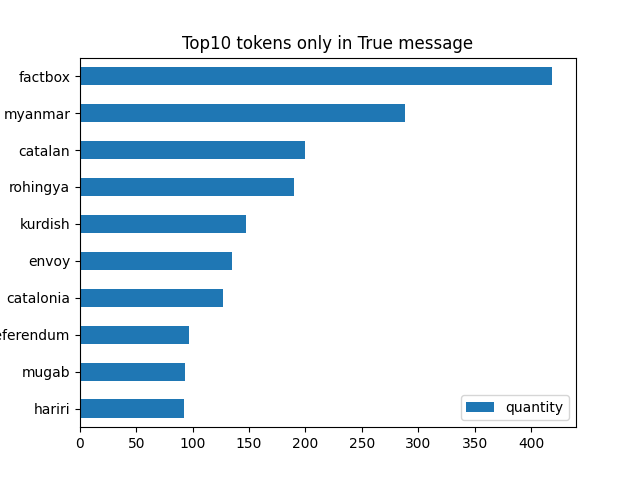 Top10 tokens only in True message
factbox
myanmar
catalan
rohingya
kurdish
envoy
catalonia
eferendum
mugab
hariri
quantity
0 50 100 150 200 250 300 350 400